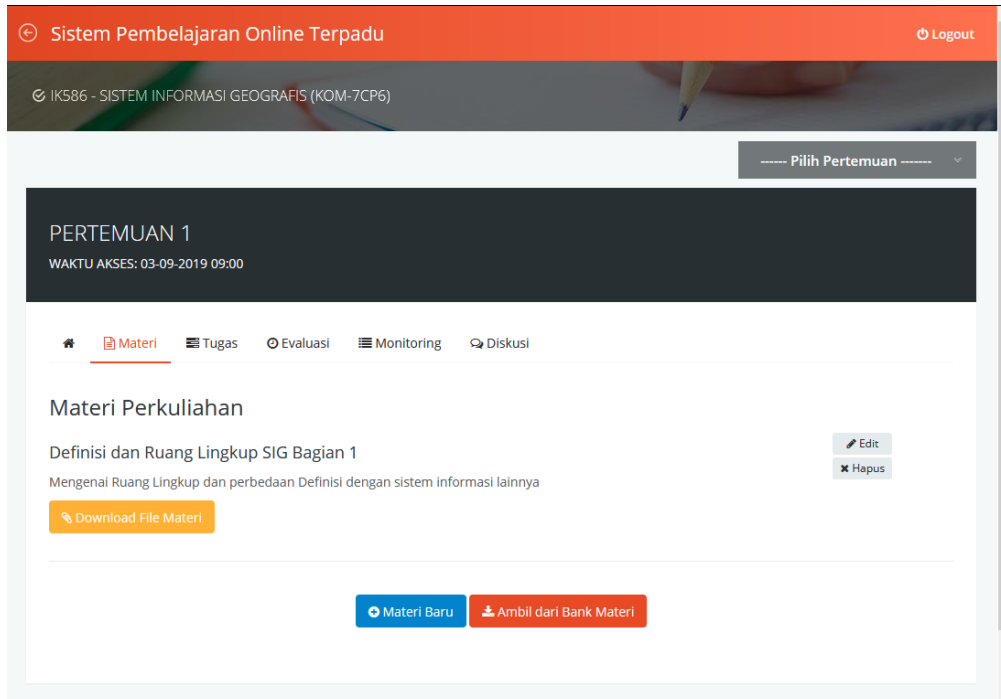 Sistem Pembelajaran Online Terpadu
Logout
IK586 - SISTEM INFORMASI GEOGRAFIS (KOM-7CP6)
------ Pilih Pertemuan -------
PERTEMUAN 1
WAKTU AKSES: 03-09-2019 09:00
Materi Tugas Evaluasi Monitoring Diskusi
Materi Perkuliahan
Definisi dan Ruang Lingkup SIG Bagian 1
Edit
Mengenai Ruang Lingkup dan perbedaan Definisi dengan sistem informasi lainnya
Hapus
Download File Materi
Materi Baru
Ambil dari Bank Materi